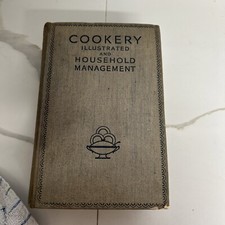 COOKERY
ILLUSTRATED
AND
HOUSEHOLD
MANAGEMENT